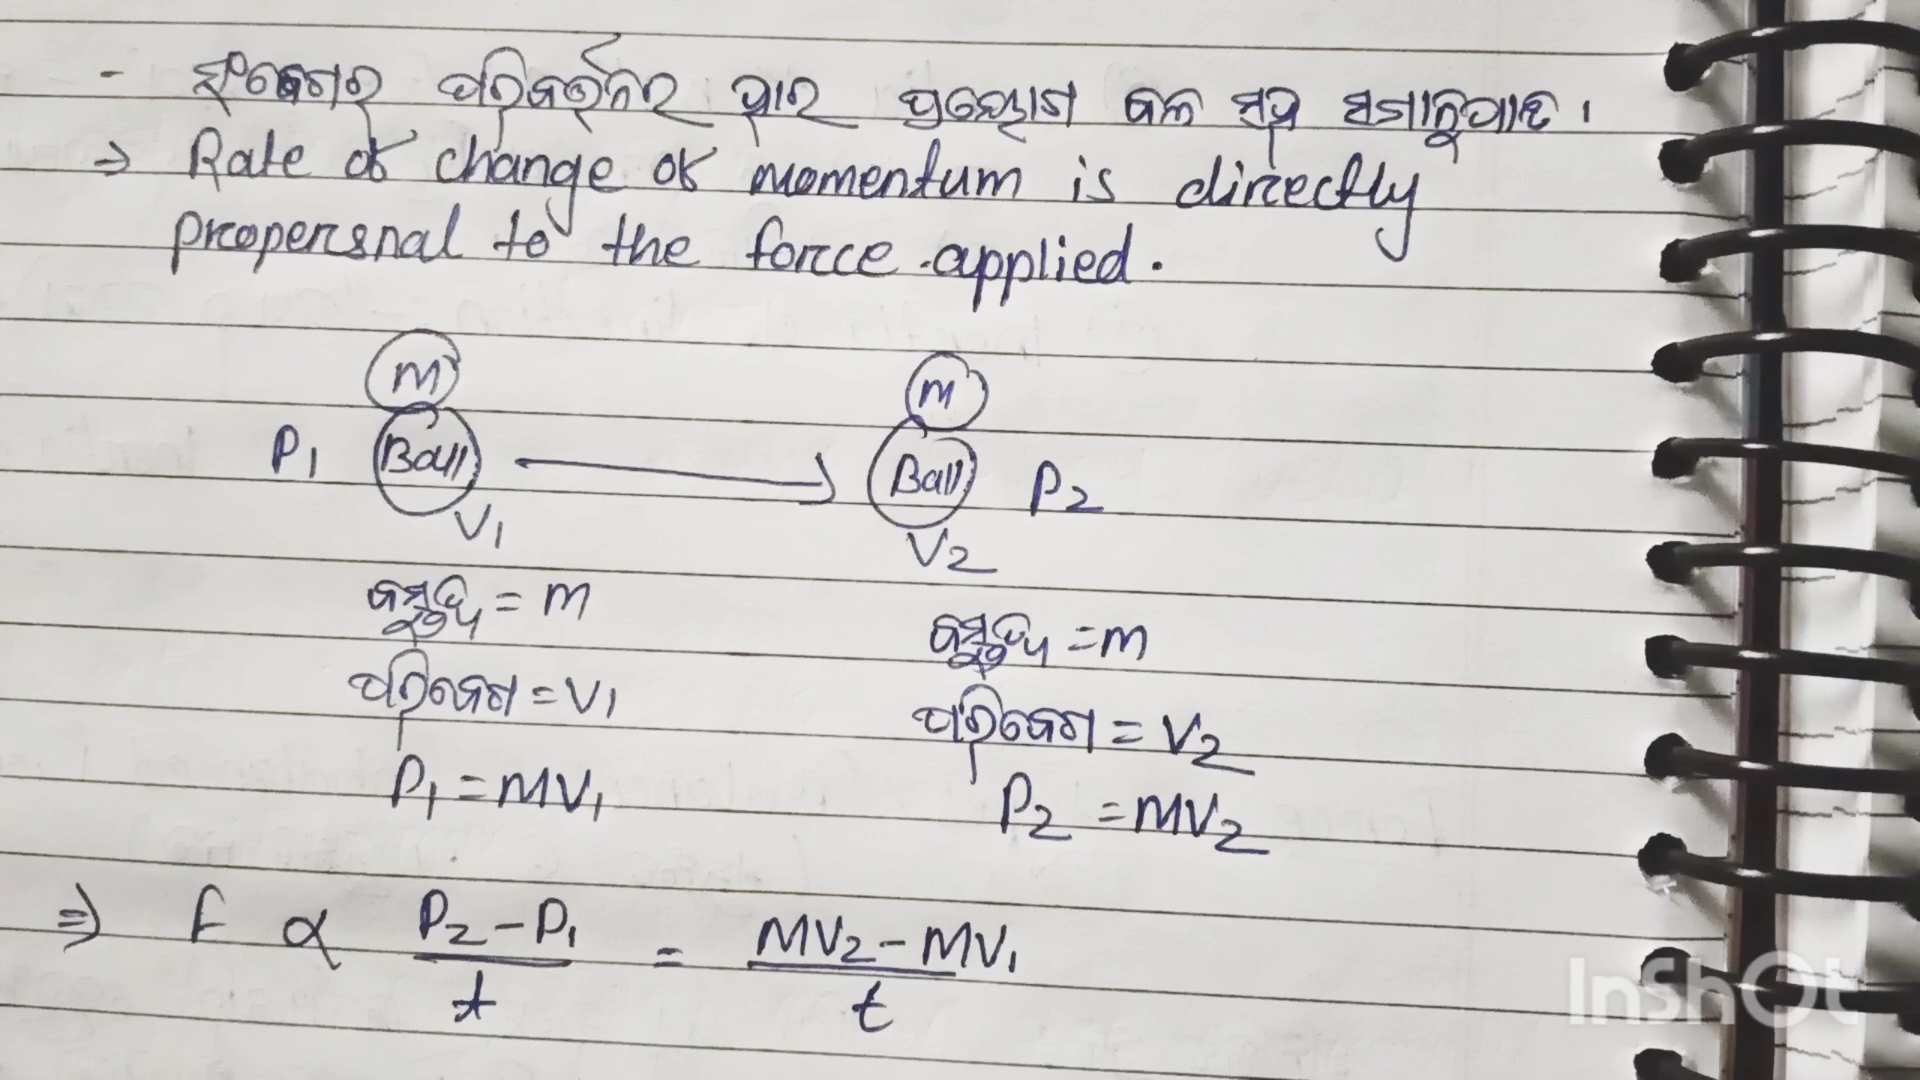 - ସଂବେଗର ପରିବର୍ତ୍ତନର ହାର ପ୍ରୟୋଗ ବଳ ସହ ସମାନୁପାତ ।
⇒ Rate of change of momentum is directly
propersnal to the force applied.
m m
P1 Ball → Ball P2
V1 V2
ବସ୍ତୁତ୍ୱ = m ବସ୍ତୁତ୍ୱ = m
ପରିବେଗ = V1 ପରିବେଗ = V2
P1 = MV1 P2 = MV2
⇒ F ∝ P2 - P1 / t = MV2 - MV1 / t
InShOt